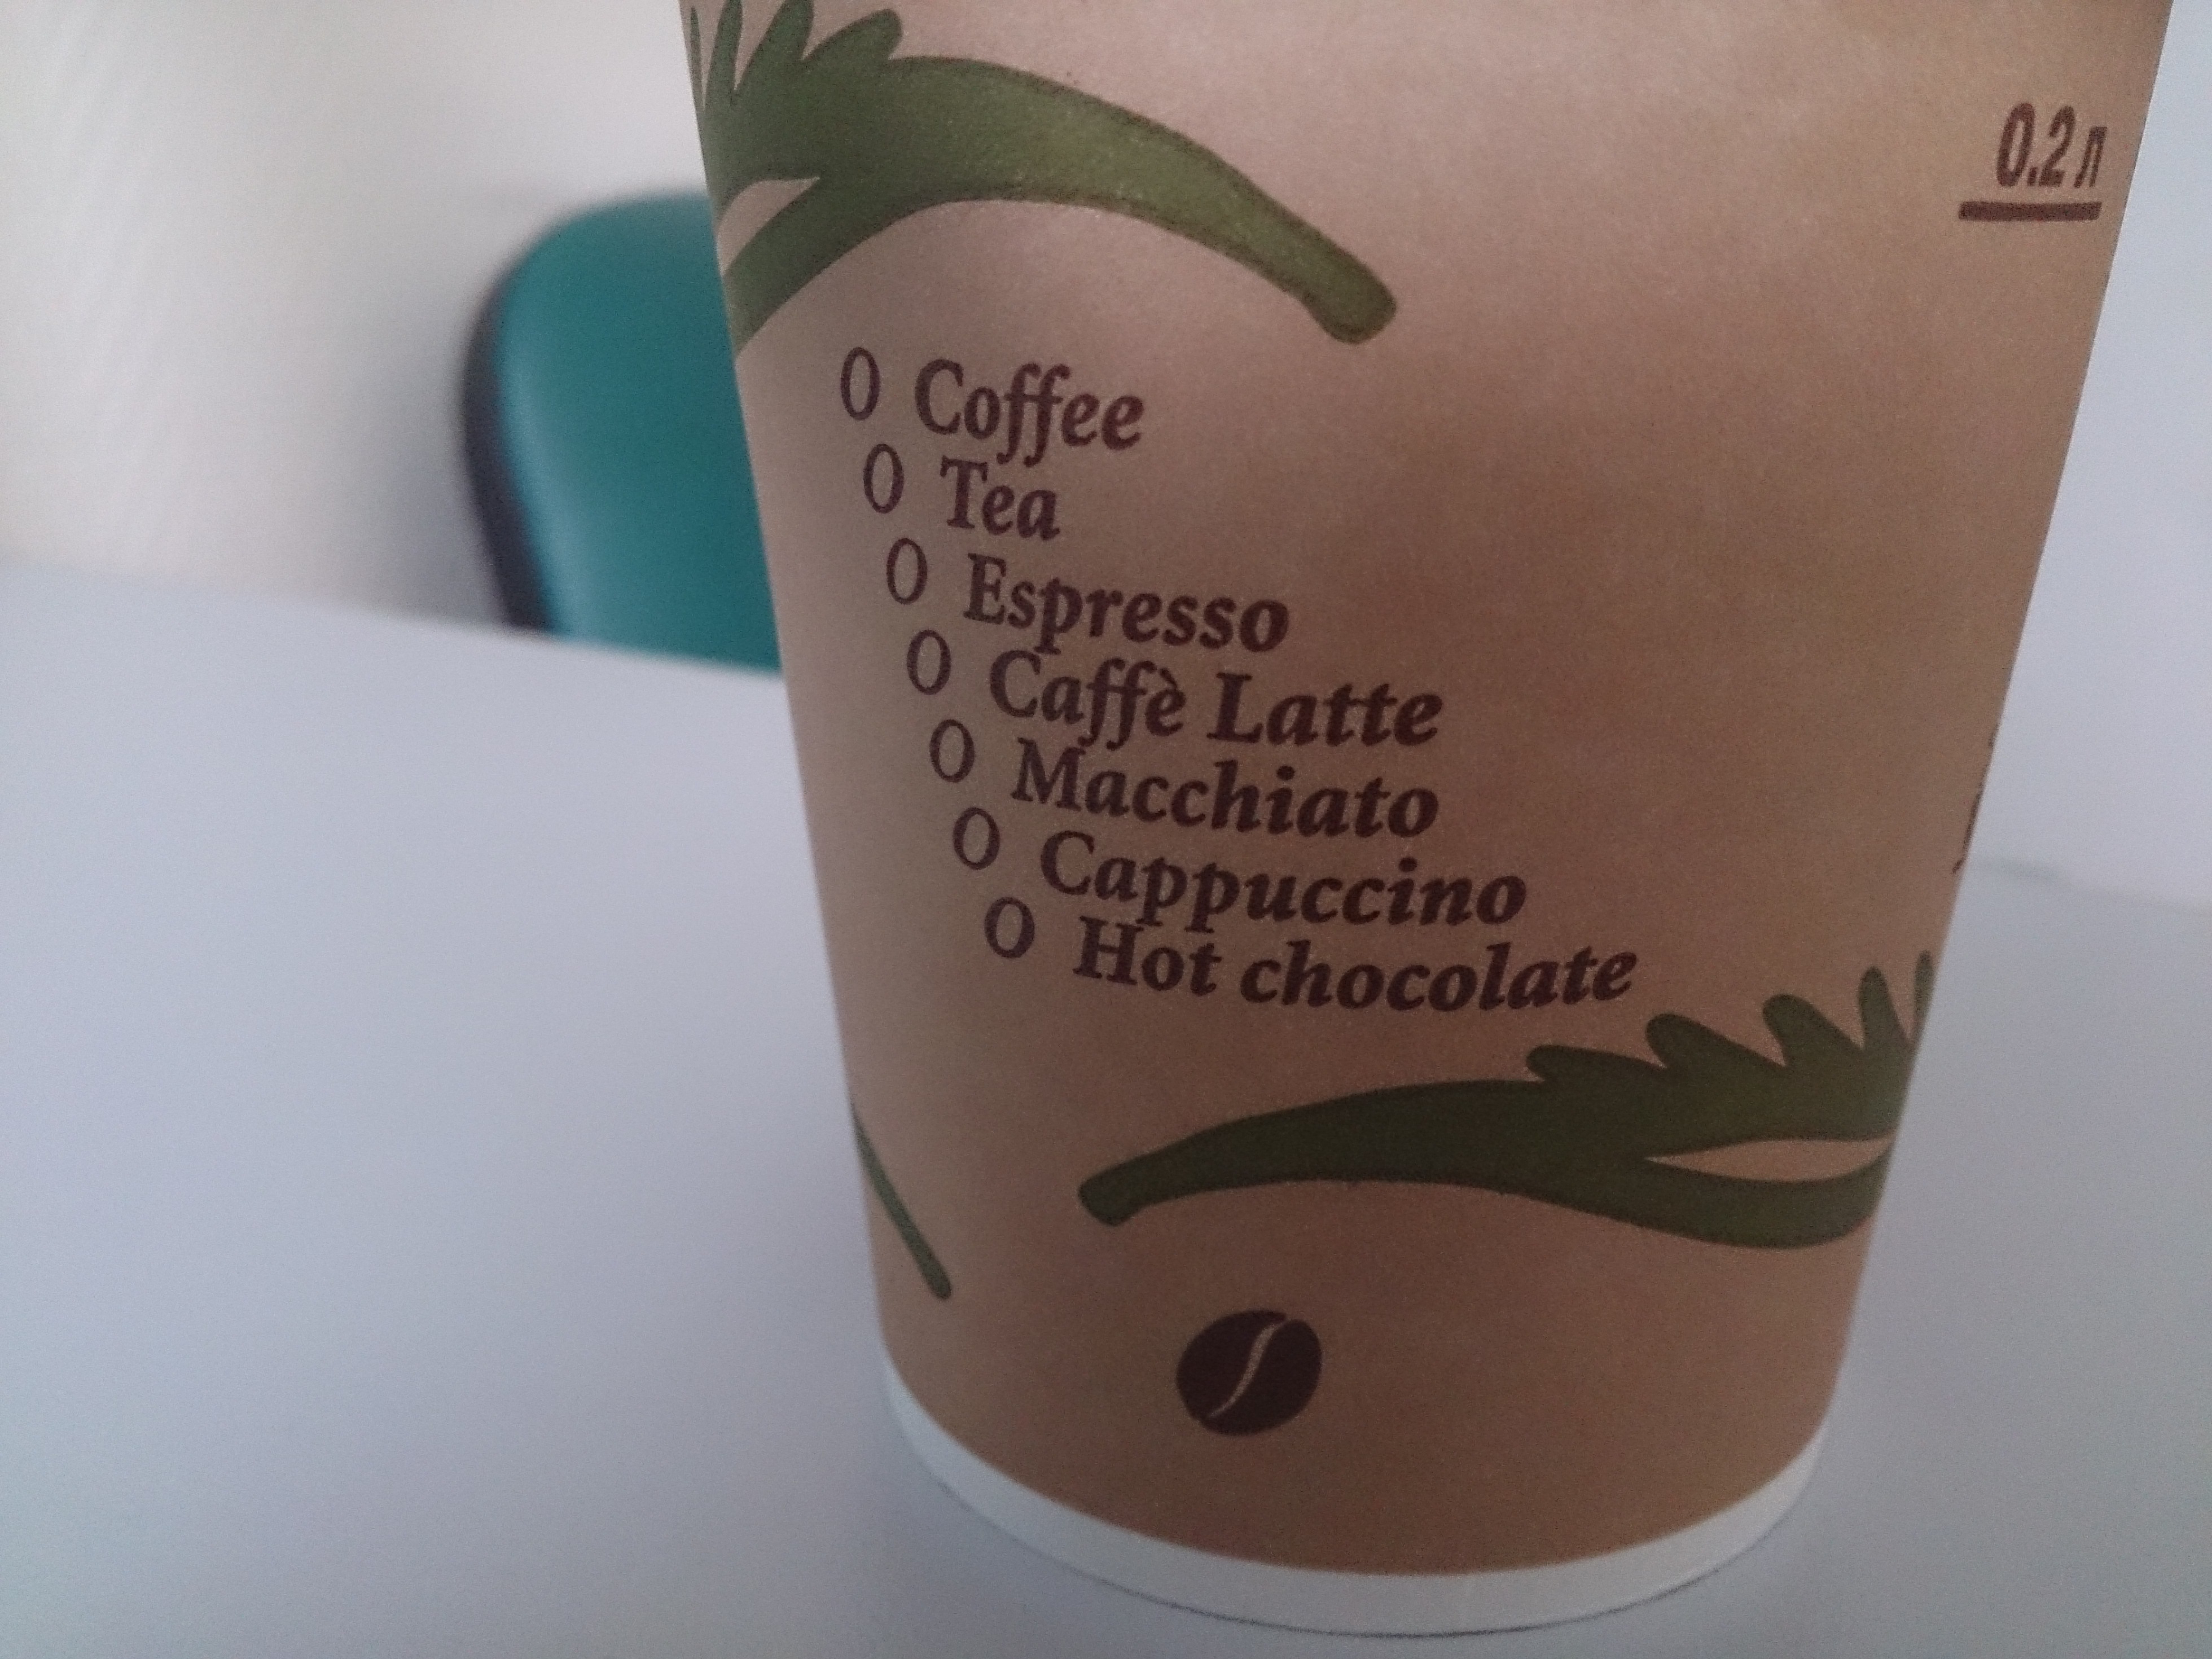 0.2 л
O Coffee
O Tea
O Espresso
O Caffè Latte
O Macchiato
O Cappuccino
O Hot chocolate